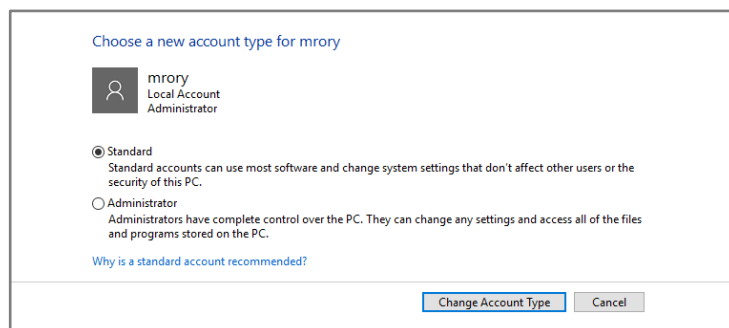 Choose a new account type for mrory
mrory
Local Account
Administrator
Standard
Standard accounts can use most software and change system settings that don't affect other users or the
security of this PC.
Administrator
Administrators have complete control over the PC. They can change any settings and access all of the files
and programs stored on the PC.
Why is a standard account recommended?
Change Account Type Cancel